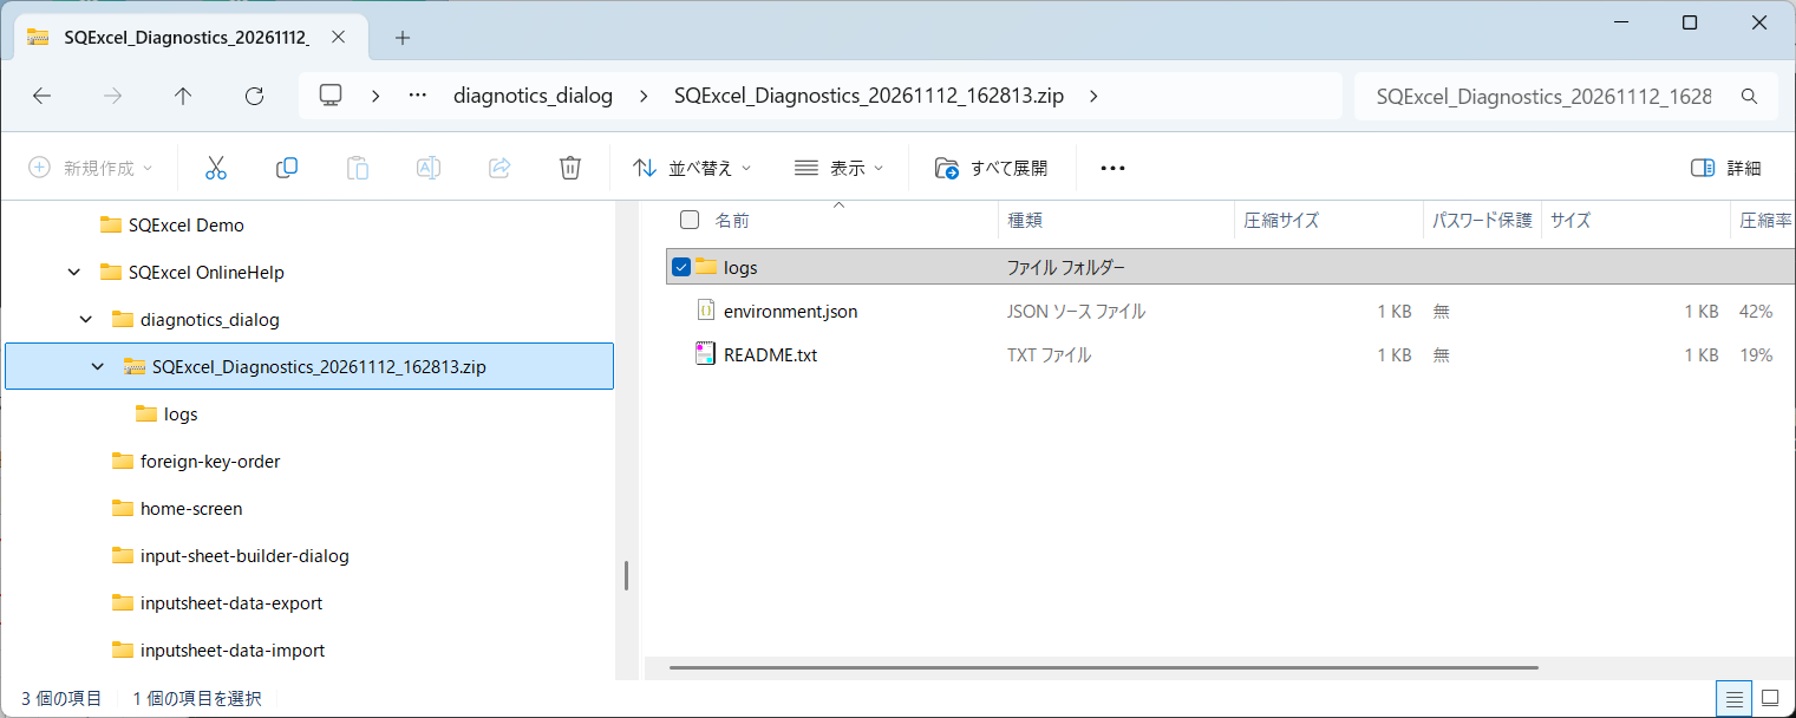 SQExcel_Diagnostics_20261112_
diagnotics_dialog
SQExcel_Diagnostics_20261112_162813.zip
SQExcel_Diagnostics_20261112_1628
新規作成
並べ替え
表示
すべて展開
詳細
SQExcel Demo
SQExcel OnlineHelp
diagnotics_dialog
SQExcel_Diagnostics_20261112_162813.zip
logs
foreign-key-order
home-screen
input-sheet-builder-dialog
inputsheet-data-export
inputsheet-data-import
名前 種類 圧縮サイズ パスワード保護 サイズ 圧縮率
logs ファイル フォルダー
environment.json JSON ソース ファイル 1 KB 無 1 KB 42%
README.txt TXT ファイル 1 KB 無 1 KB 19%
3 個の項目 1 個の項目を選択